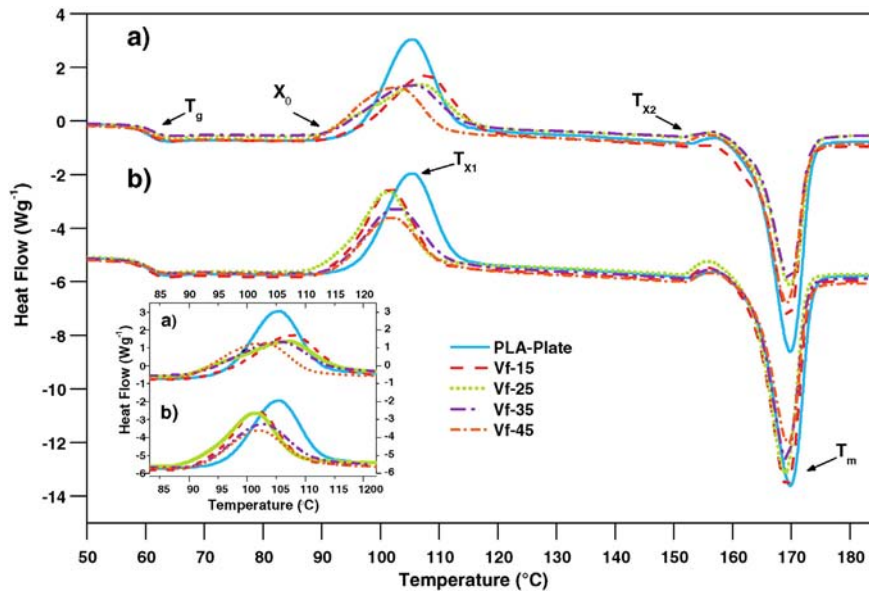 4
2
0
-2
-4
-6
-8
-10
-12
-14
Heat Flow (Wg-1)
a)
Tg
X0
TX2
b)
TX1
Tm
85 90 95 100 105 110 115 120
a)
3
2
1
0
-1
b)
-2
-3
-4
-5
-6
3
2
1
0
-1
-2
-3
-4
-5
-6
Heat Flow (Wg-1)
85 90 95 100 105 110 115 1200
Temperature (°C)
PLA-Plate
Vf-15
Vf-25
Vf-35
Vf-45
50 60 70 80 90 100 110 120 130 140 150 160 170 180
Temperature (°C)